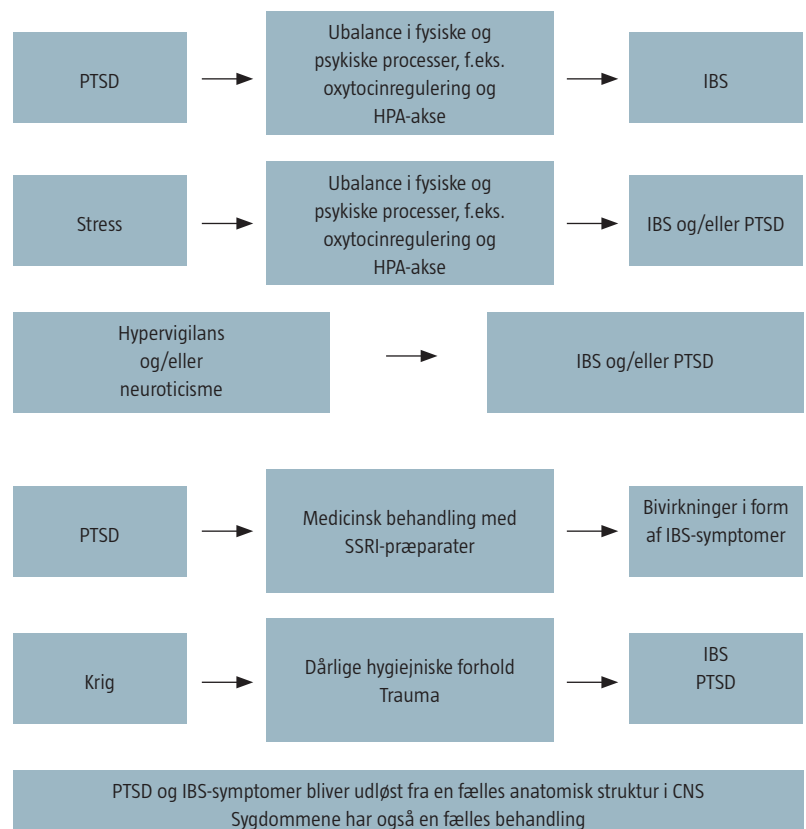 PTSD
Ubalance i fysiske og
psykiske processer, f.eks.
oxytocinregulering og
HPA-akse
IBS
Stress
Ubalance i fysiske og
psykiske processer, f.eks.
oxytocinregulering og
HPA-akse
IBS og/eller PTSD
Hypervigilans
og/eller
neuroticisme
IBS og/eller PTSD
PTSD
Medicinsk behandling med
SSRI-præparater
Bivirkninger i form
af IBS-symptomer
Krig
Dårlige hygiejniske forhold
Trauma
IBS
PTSD
PTSD og IBS-symptomer bliver udløst fra en fælles anatomisk struktur i CNS
Sygdommene har også en fælles behandling